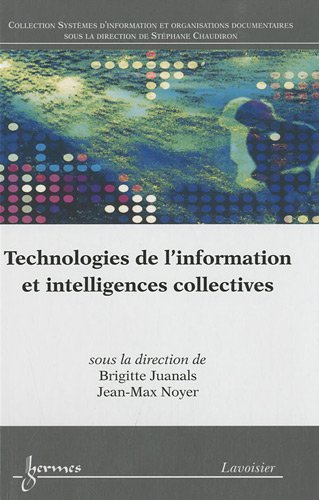 COLLECTION SYSTÈMES D'INFORMATION ET ORGANISATIONS DOCUMENTAIRES
SOUS LA DIRECTION DE STÉPHANE CHAUDIRON
Technologies de l'information
et intelligences collectives
sous la direction de
Brigitte Juanals
Jean-Max Noyer
hermes
Lavoisier